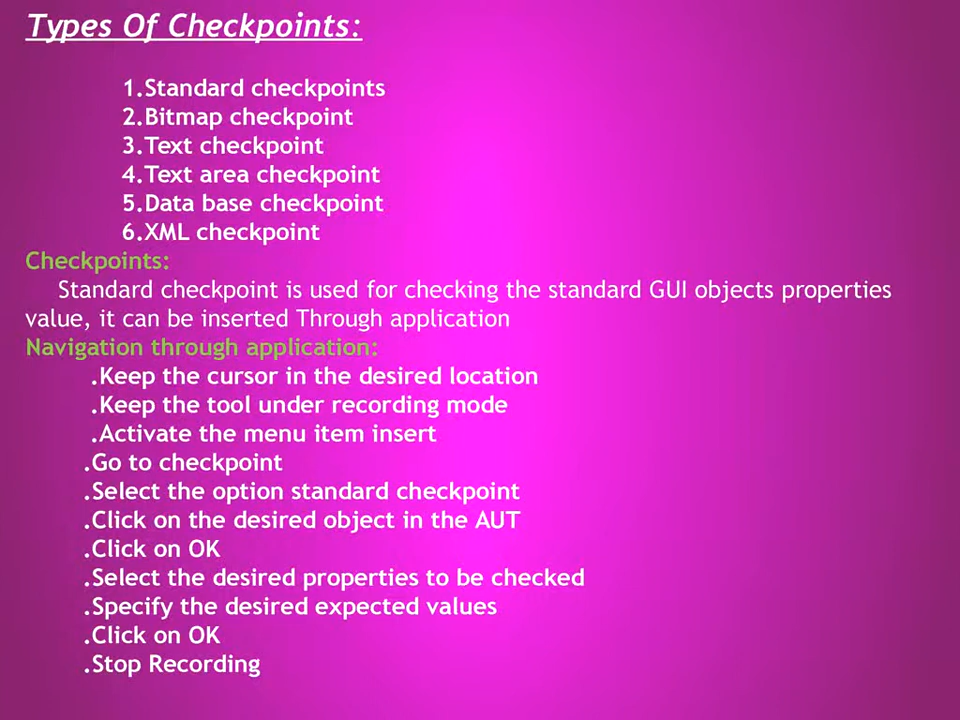 Types Of Checkpoints:
1.Standard checkpoints
2.Bitmap checkpoint
3.Text checkpoint
4.Text area checkpoint
5.Data base checkpoint
6.XML checkpoint
Checkpoints:
Standard checkpoint is used for checking the standard GUI objects properties
value, it can be inserted Through application
Navigation through application:
.Keep the cursor in the desired location
.Keep the tool under recording mode
.Activate the menu item insert
.Go to checkpoint
.Select the option standard checkpoint
.Click on the desired object in the AUT
.Click on OK
.Select the desired properties to be checked
.Specify the desired expected values
.Click on OK
.Stop Recording